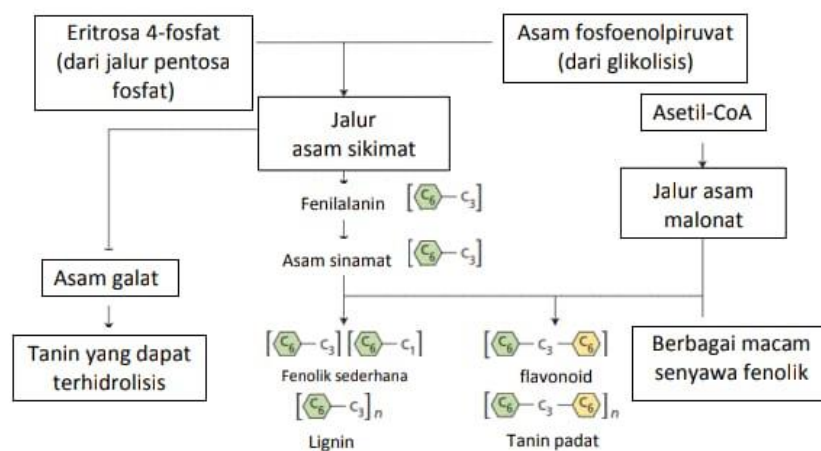 Eritrosa 4-fosfat
(dari jalur pentosa
fosfat)
Asam fosfoenolpiruvat
(dari glikolisis)
Jalur
asam sikimat
Asetil-CoA
Fenilalanin [C6 — C3]
Jalur asam
malonat
Asam sinamat [C6 — C3]
Asam galat
Tanin yang dapat
terhidrolisis
[C6 — C3] [C6 — C1]
Fenolik sederhana
[C6 — C3]n
Lignin
[C6 — C3 — C6]
flavonoid
[C6 — C3 — C6]n
Tanin padat
Berbagai macam
senyawa fenolik